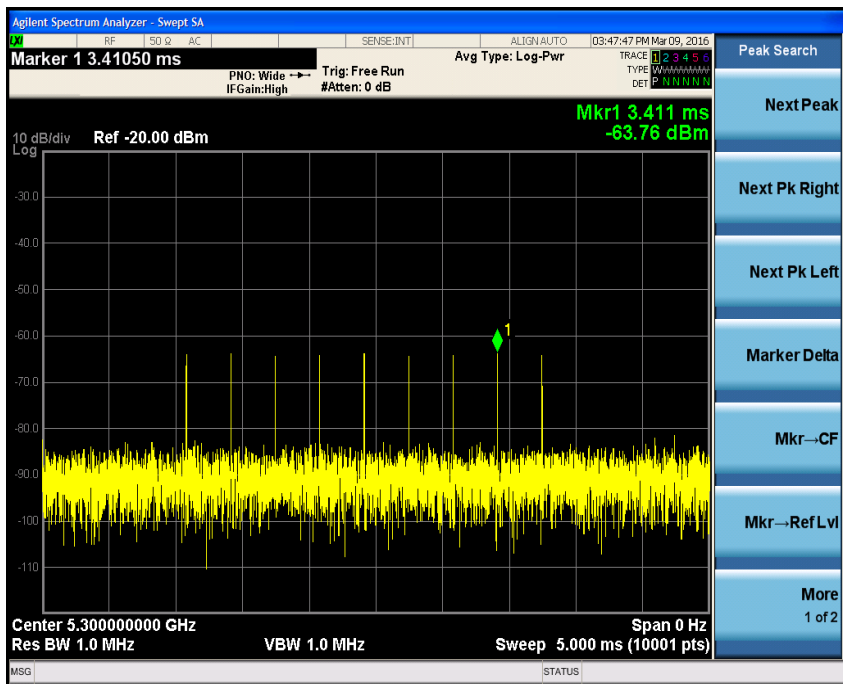 Agilent Spectrum Analyzer - Swept SA
LXI RF 50 Ω AC SENSE:INT ALIGNAUTO 03:47:47 PM Mar 09, 2016
Marker 1 3.41050 ms
PNO: Wide
IFGain:High
Trig: Free Run
#Atten: 0 dB
Avg Type: Log-Pwr
TRACE 1 2 3 4 5 6
TYPE WWWWWW
DET P N N N N N
Peak Search
Next Peak
Next Pk Right
Next Pk Left
Marker Delta
Mkr→CF
Mkr→Ref Lvl
More
1 of 2
Mkr1 3.411 ms
-63.76 dBm
10 dB/div Ref -20.00 dBm
Log
-30.0
-40.0
-50.0
-60.0
-70.0
-80.0
-90.0
-100
-110
1
Center 5.300000000 GHz Span 0 Hz
Res BW 1.0 MHz VBW 1.0 MHz Sweep 5.000 ms (10001 pts)
MSG STATUS